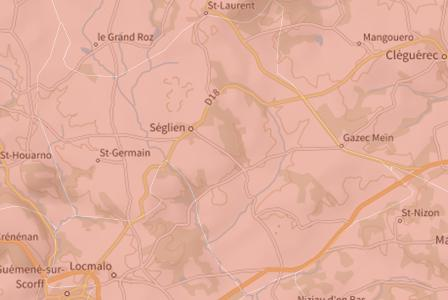 St-Laurent
le Grand Roz
Mangouero
Cléguérec
D18
Séglien
Gazec Mein
St-Houarno
St-Germain
St-Nizon
Crénénan
Locmalo
Guémené-sur-
Scorff